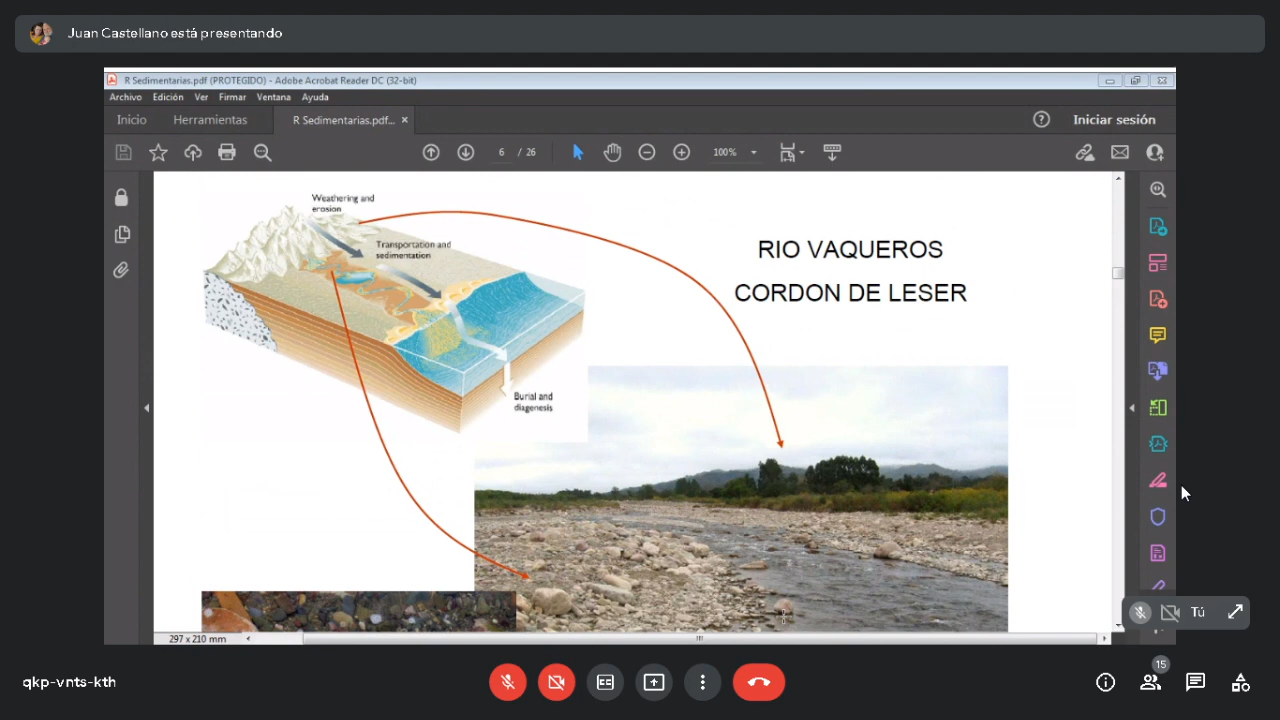 Juan Castellano está presentando
R Sedimentarias.pdf (PROTEGIDO) - Adobe Acrobat Reader DC (32-bit)
Archivo Edición Ver Firmar Ventana Ayuda
Inicio Herramientas R Sedimentarias.pdf... × Iniciar sesión
6 / 26 100%
Weathering and
erosion
Transportation and
sedimentation
Burial and
diagenesis
RIO VAQUEROS
CORDON DE LESER
297 x 210 mm
Tú
qkp-vnts-kth
15